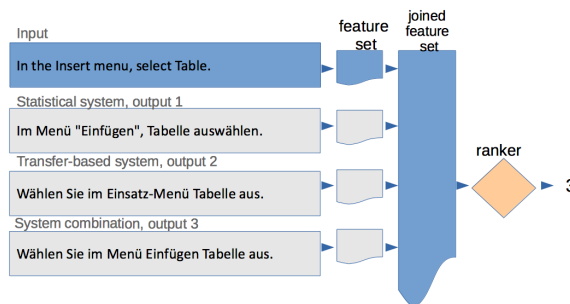 Input
feature
set
joined
feature
set
In the Insert menu, select Table.
Statistical system, output 1
Im Menü "Einfügen", Tabelle auswählen.
Transfer-based system, output 2
Wählen Sie im Einsatz-Menü Tabelle aus.
System combination, output 3
Wählen Sie im Menü Einfügen Tabelle aus.
ranker
3